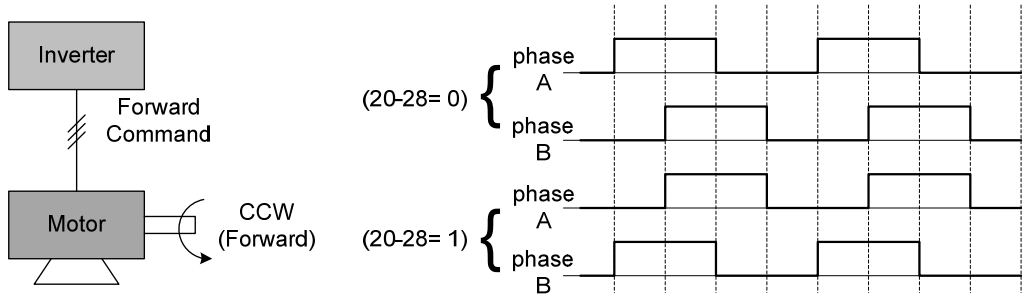 Inverter
Forward
Command
Motor
CCW
(Forward)
(20-28= 0)
phase
A
phase
B
(20-28= 1)
phase
A
phase
B